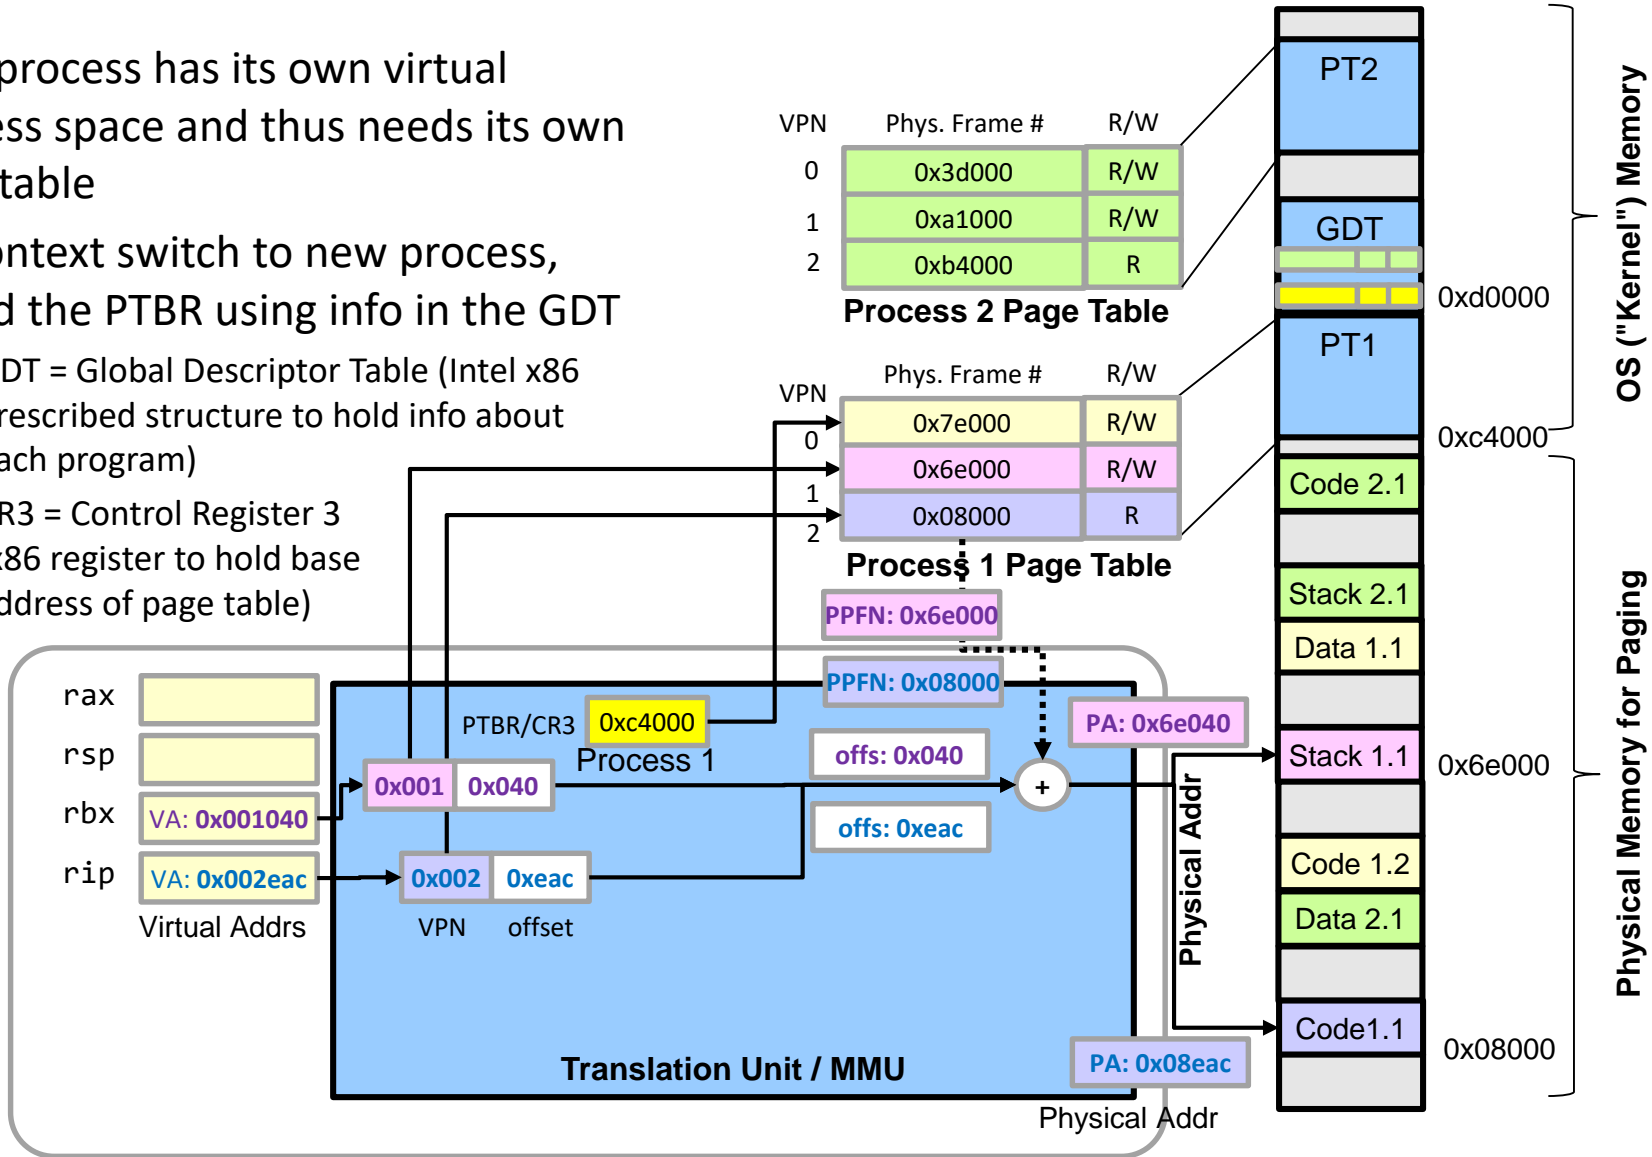 process has its own virtual
ess space and thus needs its own
table
ontext switch to new process,
d the PTBR using info in the GDT
DT = Global Descriptor Table (Intel x86
rescribed structure to hold info about
ach program)
R3 = Control Register 3
x86 register to hold base
ddress of page table)
VPN Phys. Frame # R/W
0 0x3d000 R/W
1 0xa1000 R/W
2 0xb4000 R
Process 2 Page Table
VPN Phys. Frame # R/W
0 0x7e000 R/W
1 0x6e000 R/W
2 0x08000 R
Process 1 Page Table
PPFN: 0x6e000
PPFN: 0x08000
rax
rsp
rbx VA: 0x001040
rip VA: 0x002eac
Virtual Addrs
PTBR/CR3 0xc4000
Process 1
0x001 0x040
0x002 0xeac
VPN offset
offs: 0x040
offs: 0xeac
+
PA: 0x6e040
PA: 0x08eac
Physical Addr
Physical Addr
Translation Unit / MMU
PT2
GDT
0xd0000
PT1
0xc4000
Code 2.1
Stack 2.1
Data 1.1
Stack 1.1
0x6e000
Code 1.2
Data 2.1
Code1.1
0x08000
OS ("Kernel") Memory
Physical Memory for Paging